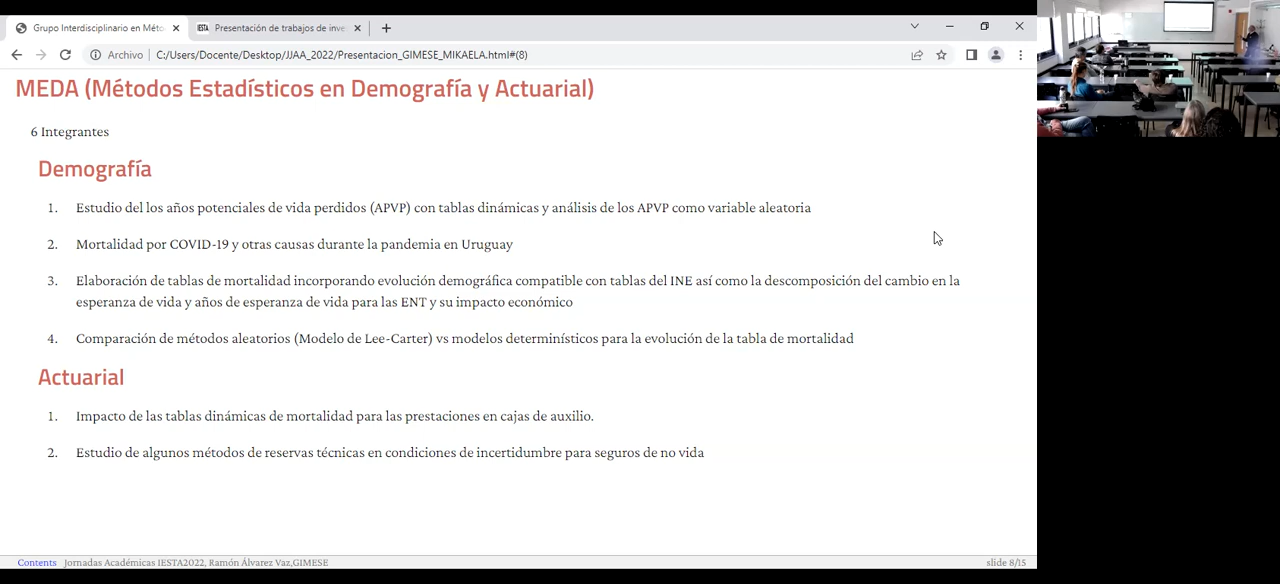 Grupo Interdisciplinario en Méto
Presentación de trabajos de inve
Archivo | C:/Users/Docente/Desktop/JJAA_2022/Presentacion_GIMESE_MIKAELA.html#(8)
MEDA (Métodos Estadísticos en Demografía y Actuarial)
6 Integrantes
Demografía
1. Estudio del los años potenciales de vida perdidos (APVP) con tablas dinámicas y análisis de los APVP como variable aleatoria
2. Mortalidad por COVID-19 y otras causas durante la pandemia en Uruguay
3. Elaboración de tablas de mortalidad incorporando evolución demográfica compatible con tablas del INE así como la descomposición del cambio en la
esperanza de vida y años de esperanza de vida para las ENT y su impacto económico
4. Comparación de métodos aleatorios (Modelo de Lee-Carter) vs modelos determinísticos para la evolución de la tabla de mortalidad
Actuarial
1. Impacto de las tablas dinámicas de mortalidad para las prestaciones en cajas de auxilio.
2. Estudio de algunos métodos de reservas técnicas en condiciones de incertidumbre para seguros de no vida
Contents Jornadas Académicas IESTA2022, Ramón Álvarez Vaz,GIMESE
slide 8/15